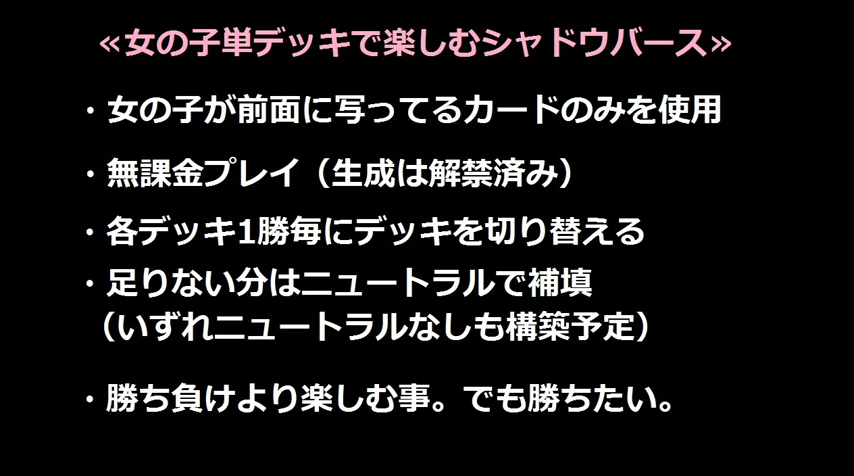 ≪女の子単デッキで楽しむシャドウバース≫
・女の子が前面に写ってるカードのみを使用
・無課金プレイ（生成は解禁済み）
・各デッキ1勝毎にデッキを切り替える
・足りない分はニュートラルで補填
（いずれニュートラルなしも構築予定）
・勝ち負けより楽しむ事。でも勝ちたい。